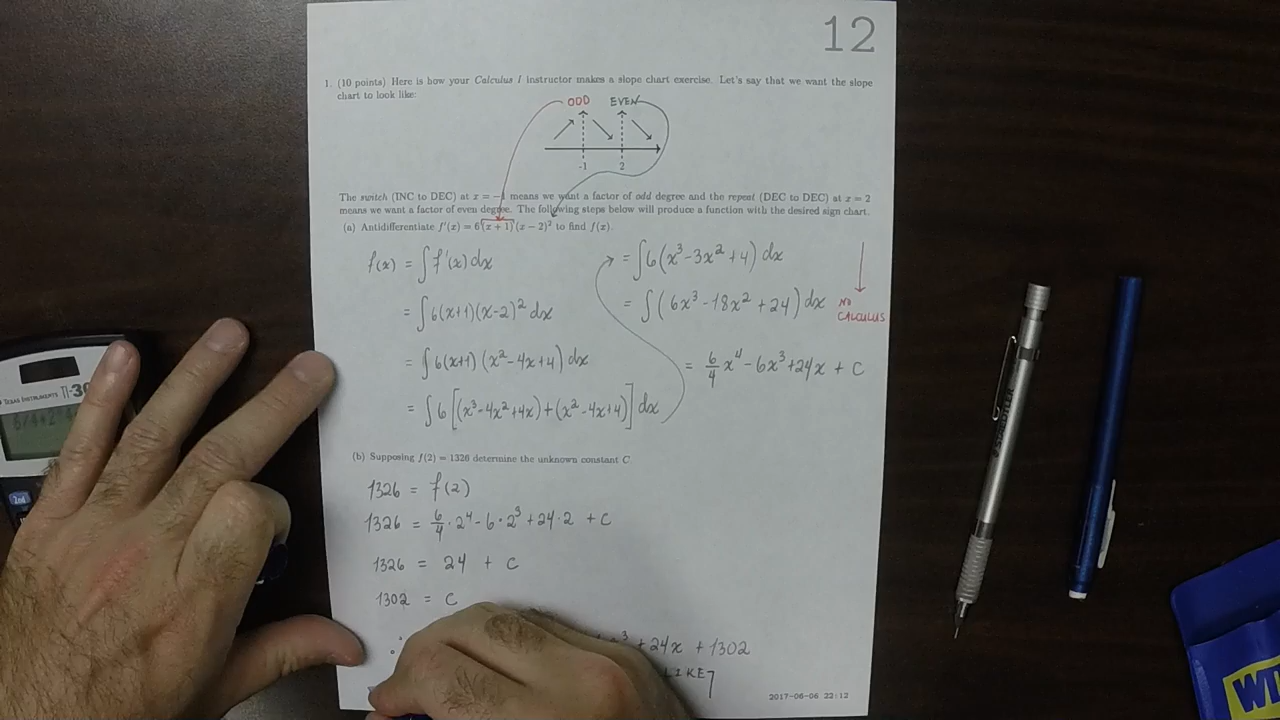 12
1. (10 points) Here is how your Calculus I instructor makes a slope chart exercise. Let's say that we want the slope
chart to look like:
ODD EVEN
-1 2
The switch (INC to DEC) at x = -1 means we want a factor of odd degree and the repeat (DEC to DEC) at x = 2
means we want a factor of even degree. The following steps below will produce a function with the desired sign chart.
(a) Antidifferentiate f'(x) = 6(x + 1)(x − 2)² to find f(x).
f(x) = ∫ f'(x) dx
= ∫ 6(x+1)(x-2)² dx
= ∫ 6(x+1)(x²-4x+4) dx
= ∫ 6[(x³-4x²+4x)+(x²-4x+4)] dx
= ∫ 6(x³-3x²+4) dx
= ∫ (6x³-18x²+24) dx
NO
CALCULUS
= 6/4 x⁴ - 6x³ + 24x + C
(b) Supposing f(2) = 1326 determine the unknown constant C
1326 = f(2)
1326 = 6/4 · 2⁴ - 6 · 2³ + 24 · 2 + C
1326 = 24 + C
1302 = C
+ 24x + 1302
LIKE
2017-06-06 22:12
TEXAS INSTRUMENTS TI-30
2nd